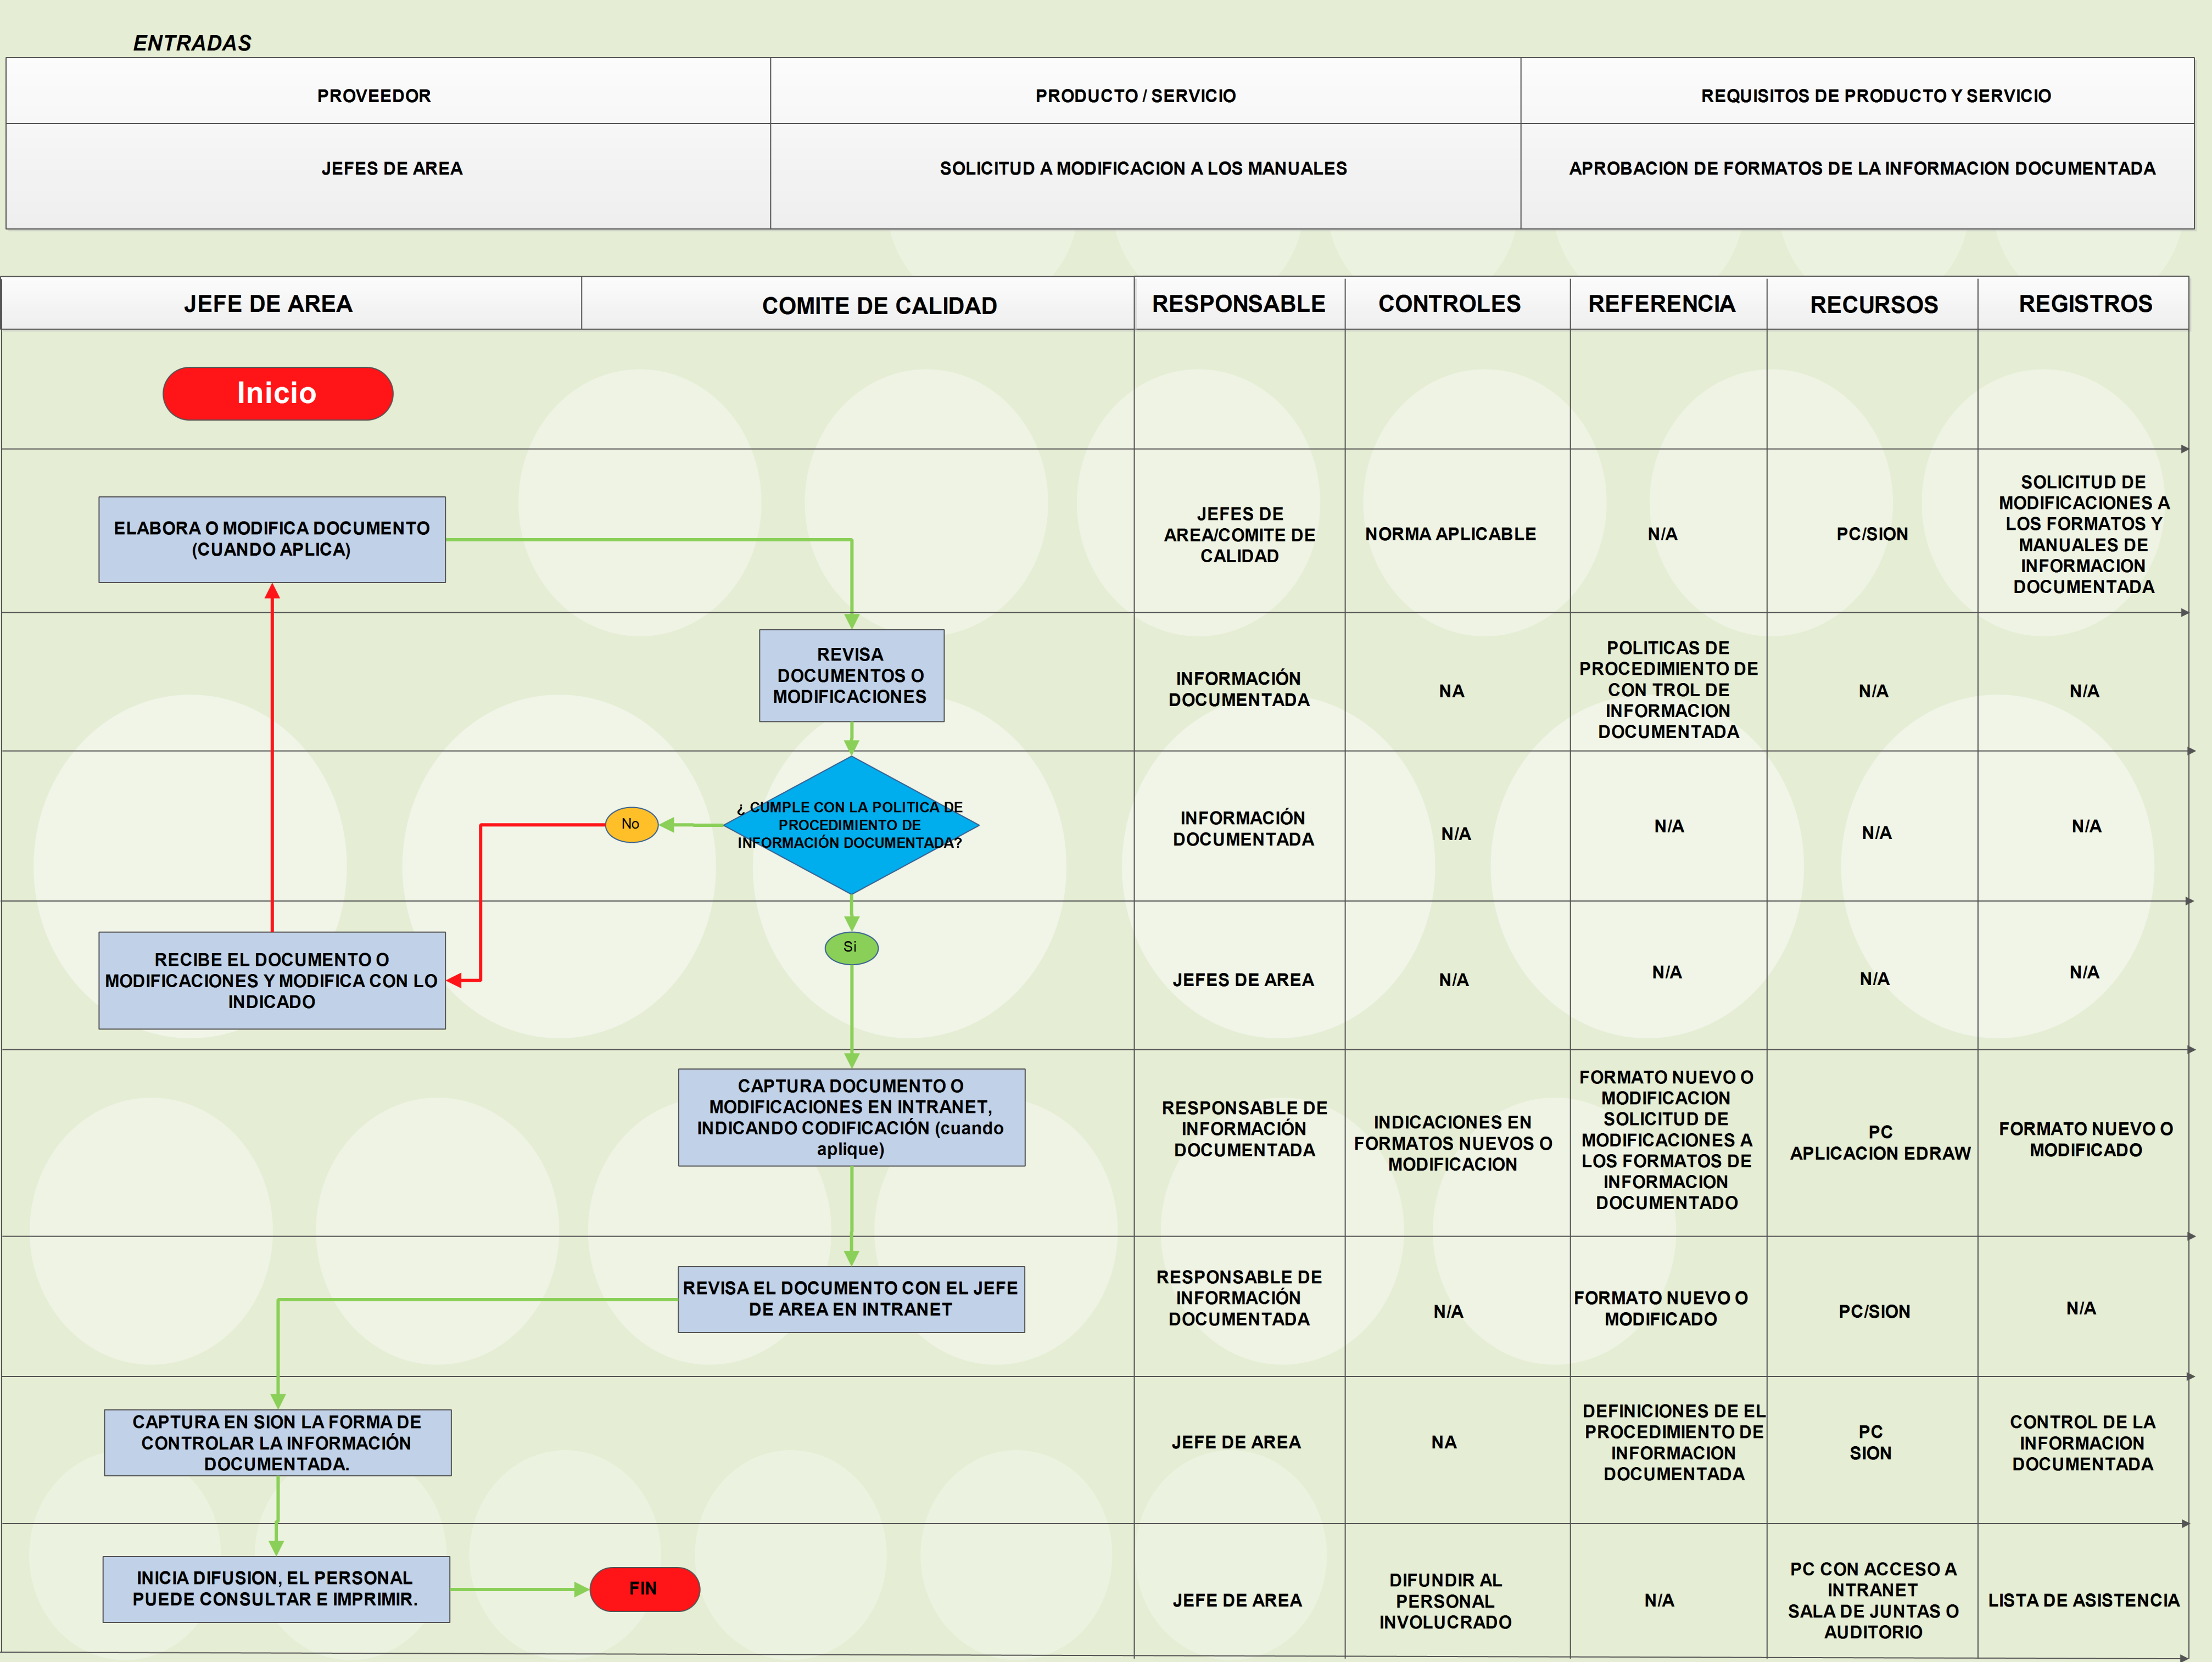 ENTRADAS
PROVEEDOR
PRODUCTO / SERVICIO
REQUISITOS DE PRODUCTO Y SERVICIO
JEFES DE AREA
SOLICITUD A MODIFICACION A LOS MANUALES
APROBACION DE FORMATOS DE LA INFORMACION DOCUMENTADA
JEFE DE AREA
COMITE DE CALIDAD
RESPONSABLE
CONTROLES
REFERENCIA
RECURSOS
REGISTROS
Inicio
ELABORA O MODIFICA DOCUMENTO
(CUANDO APLICA)
JEFES DE
AREA/COMITE DE
CALIDAD
NORMA APLICABLE
N/A
PC/SION
SOLICITUD DE
MODIFICACIONES A
LOS FORMATOS Y
MANUALES DE
INFORMACION
DOCUMENTADA
REVISA
DOCUMENTOS O
MODIFICACIONES
INFORMACIÓN
DOCUMENTADA
NA
POLITICAS DE
PROCEDIMIENTO DE
CON TROL DE
INFORMACION
DOCUMENTADA
N/A
N/A
¿ CUMPLE CON LA POLITICA DE
PROCEDIMIENTO DE
INFORMACIÓN DOCUMENTADA?
No
INFORMACIÓN
DOCUMENTADA
N/A
N/A
N/A
N/A
RECIBE EL DOCUMENTO O
MODIFICACIONES Y MODIFICA CON LO
INDICADO
Si
JEFES DE AREA
N/A
N/A
N/A
N/A
CAPTURA DOCUMENTO O
MODIFICACIONES EN INTRANET,
INDICANDO CODIFICACIÓN (cuando
aplique)
RESPONSABLE DE
INFORMACIÓN
DOCUMENTADA
INDICACIONES EN
FORMATOS NUEVOS O
MODIFICACION
FORMATO NUEVO O
MODIFICACION
SOLICITUD DE
MODIFICACIONES A
LOS FORMATOS DE
INFORMACION
DOCUMENTADO
PC
APLICACION EDRAW
FORMATO NUEVO O
MODIFICADO
REVISA EL DOCUMENTO CON EL JEFE
DE AREA EN INTRANET
RESPONSABLE DE
INFORMACIÓN
DOCUMENTADA
N/A
FORMATO NUEVO O
MODIFICADO
PC/SION
N/A
CAPTURA EN SION LA FORMA DE
CONTROLAR LA INFORMACIÓN
DOCUMENTADA.
JEFE DE AREA
NA
DEFINICIONES DE EL
PROCEDIMIENTO DE
INFORMACION
DOCUMENTADA
PC
SION
CONTROL DE LA
INFORMACION
DOCUMENTADA
INICIA DIFUSION, EL PERSONAL
PUEDE CONSULTAR E IMPRIMIR.
FIN
JEFE DE AREA
DIFUNDIR AL
PERSONAL
INVOLUCRADO
N/A
PC CON ACCESO A
INTRANET
SALA DE JUNTAS O
AUDITORIO
LISTA DE ASISTENCIA